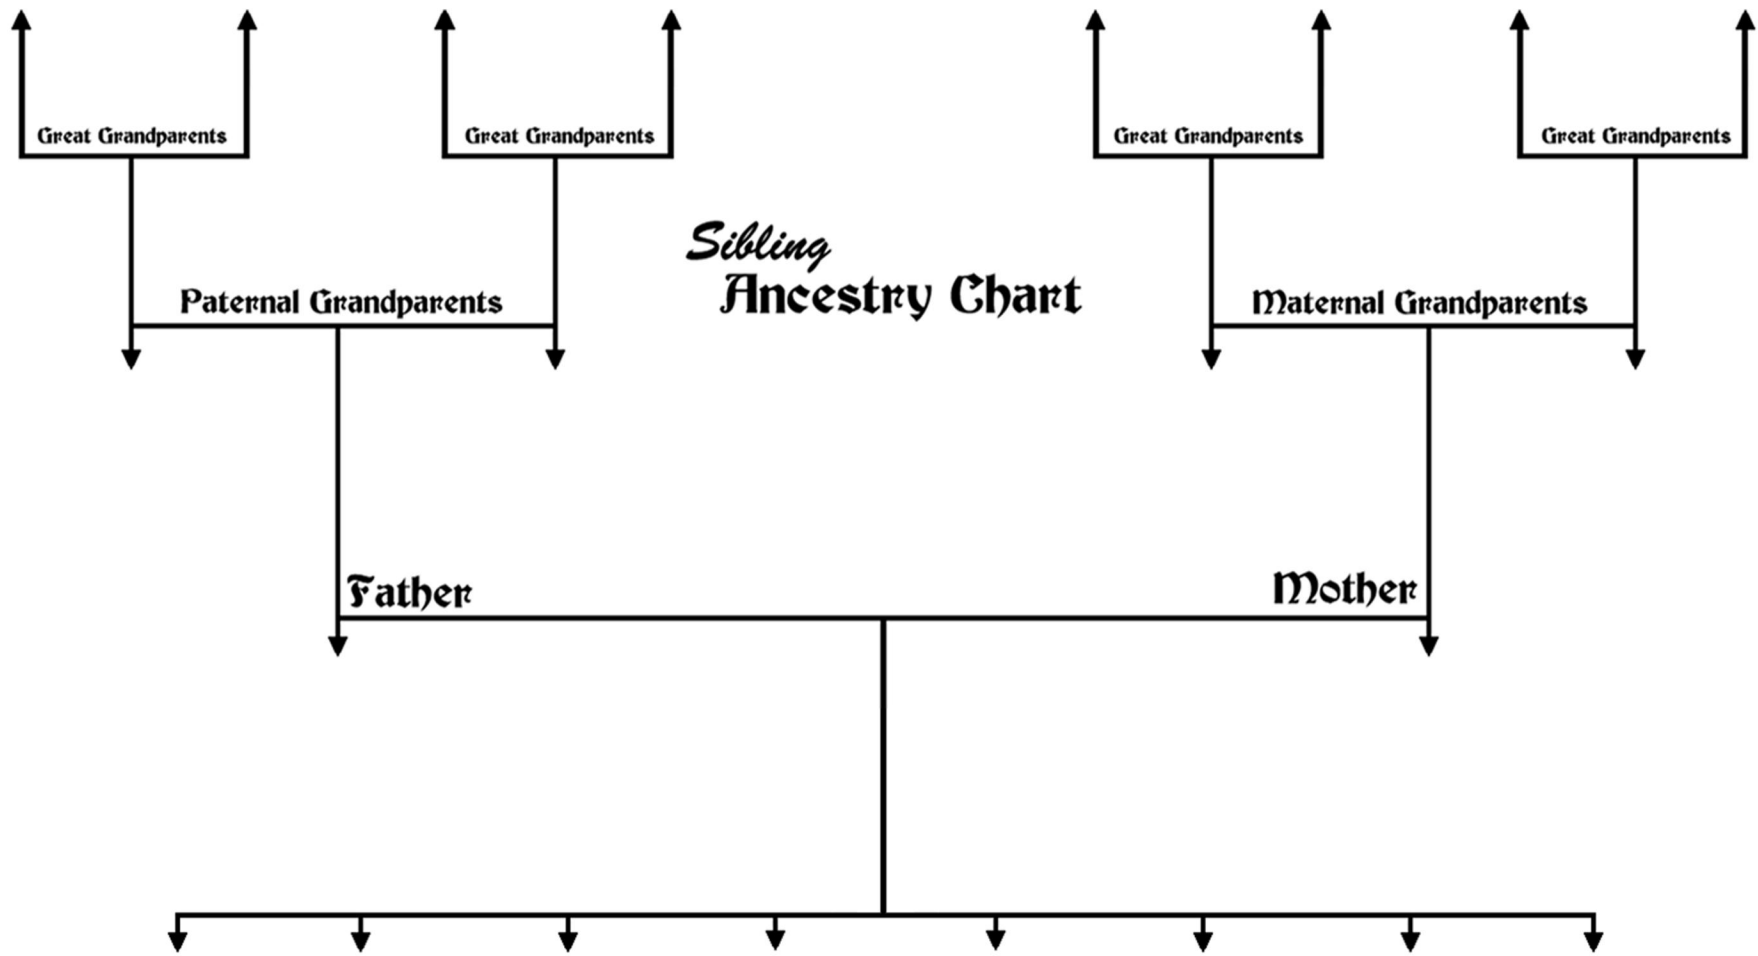 Great Grandparents
Great Grandparents
Great Grandparents
Great Grandparents
Sibling
Ancestry Chart
Paternal Grandparents
Maternal Grandparents
Father
Mother